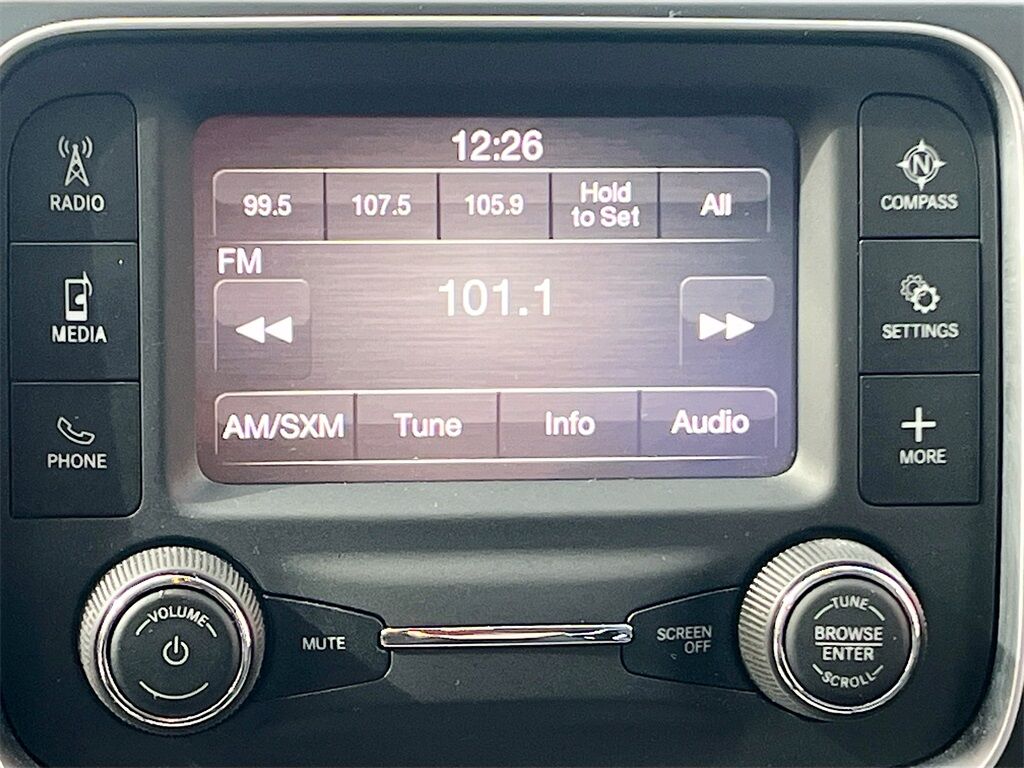 12:26
99.5 107.5 105.9 Hold to Set All
FM
101.1
AM/SXM Tune Info Audio
RADIO
MEDIA
PHONE
N
COMPASS
SETTINGS
MORE
VOLUME
MUTE
SCREEN
OFF
TUNE
BROWSE
ENTER
SCROLL